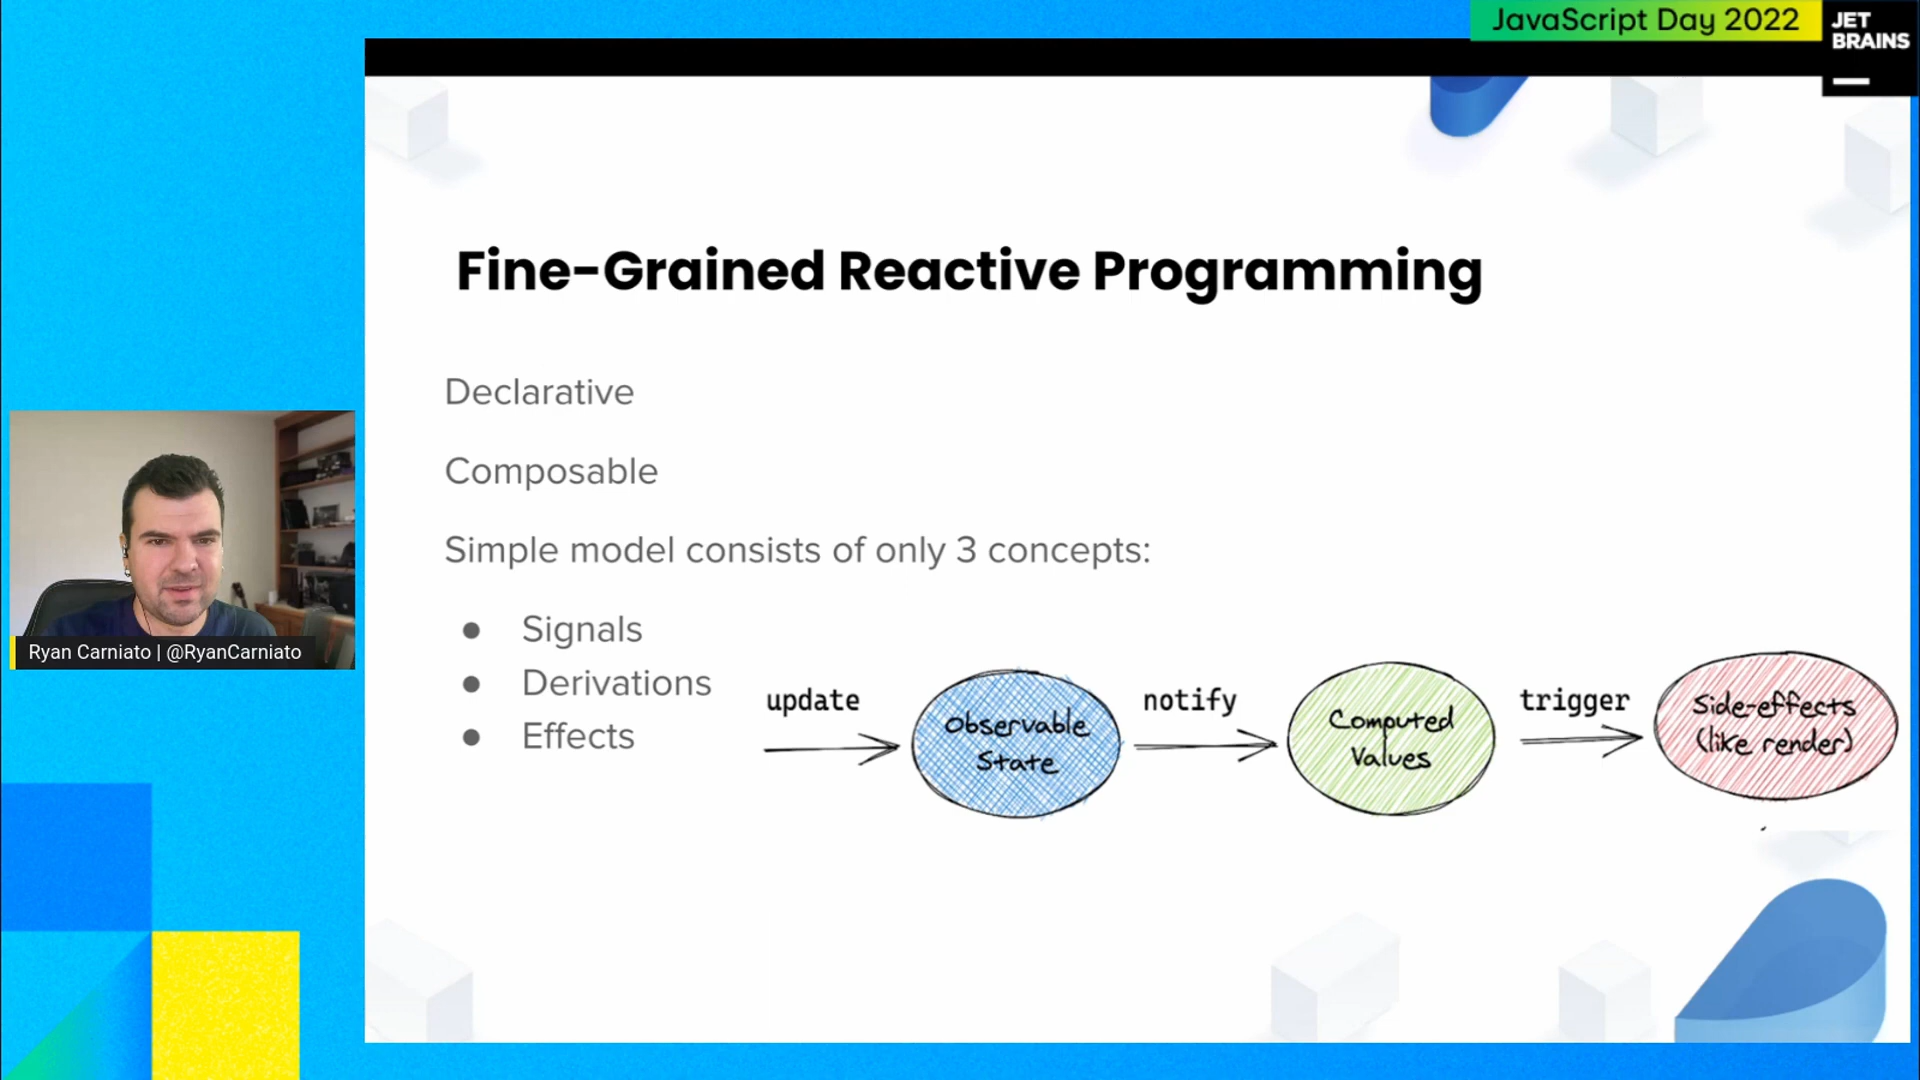 JavaScript Day 2022
JET
BRAINS
Fine-Grained Reactive Programming
Declarative
Composable
Simple model consists of only 3 concepts:
● Signals
● Derivations
● Effects
update
Observable
State
notify
Computed
Values
trigger
Side-effects
(like render)
Ryan Carniato | @RyanCarniato